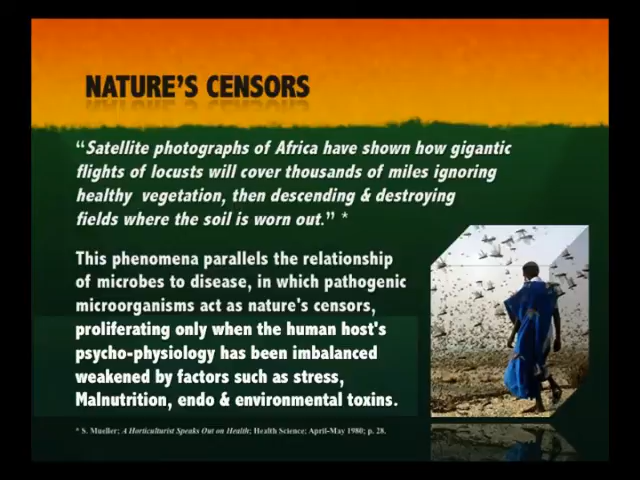 NATURE'S CENSORS
“Satellite photographs of Africa have shown how gigantic
flights of locusts will cover thousands of miles ignoring
healthy vegetation, then descending & destroying
fields where the soil is worn out.” *
This phenomena parallels the relationship
of microbes to disease, in which pathogenic
microorganisms act as nature's censors,
proliferating only when the human host's
psycho-physiology has been imbalanced
weakened by factors such as stress,
Malnutrition, endo & environmental toxins.
* S. Mueller; A Horticulturist Speaks Out on Health; Health Science; April-May 1980; p. 28.